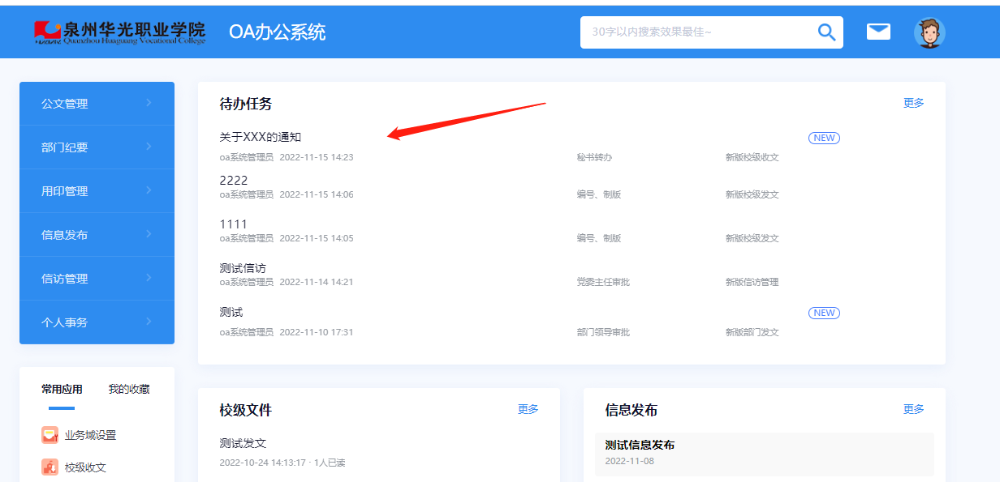 泉州华光职业学院
Quanzhou Huaguang Vocational College
OA办公系统
30字以内搜索效果最佳~
公文管理
部门纪要
用印管理
信息发布
信访管理
个人事务
待办任务 更多
关于XXX的通知 NEW
oa系统管理员 2022-11-15 14:23 秘书转办 新版校级收文
2222
oa系统管理员 2022-11-15 14:06 编号、制版 新版校级发文
1111
oa系统管理员 2022-11-15 14:05 编号、制版 新版校级发文
测试信访
oa系统管理员 2022-11-14 14:21 党委主任审批 新版信访管理
测试 NEW
oa系统管理员 2022-11-10 17:31 部门领导审批 新版部门发文
常用应用 我的收藏
业务域设置
校级收文
校级文件 更多
测试发文
2022-10-24 14:13:17 · 1人已读
信息发布 更多
测试信息发布
2022-11-08